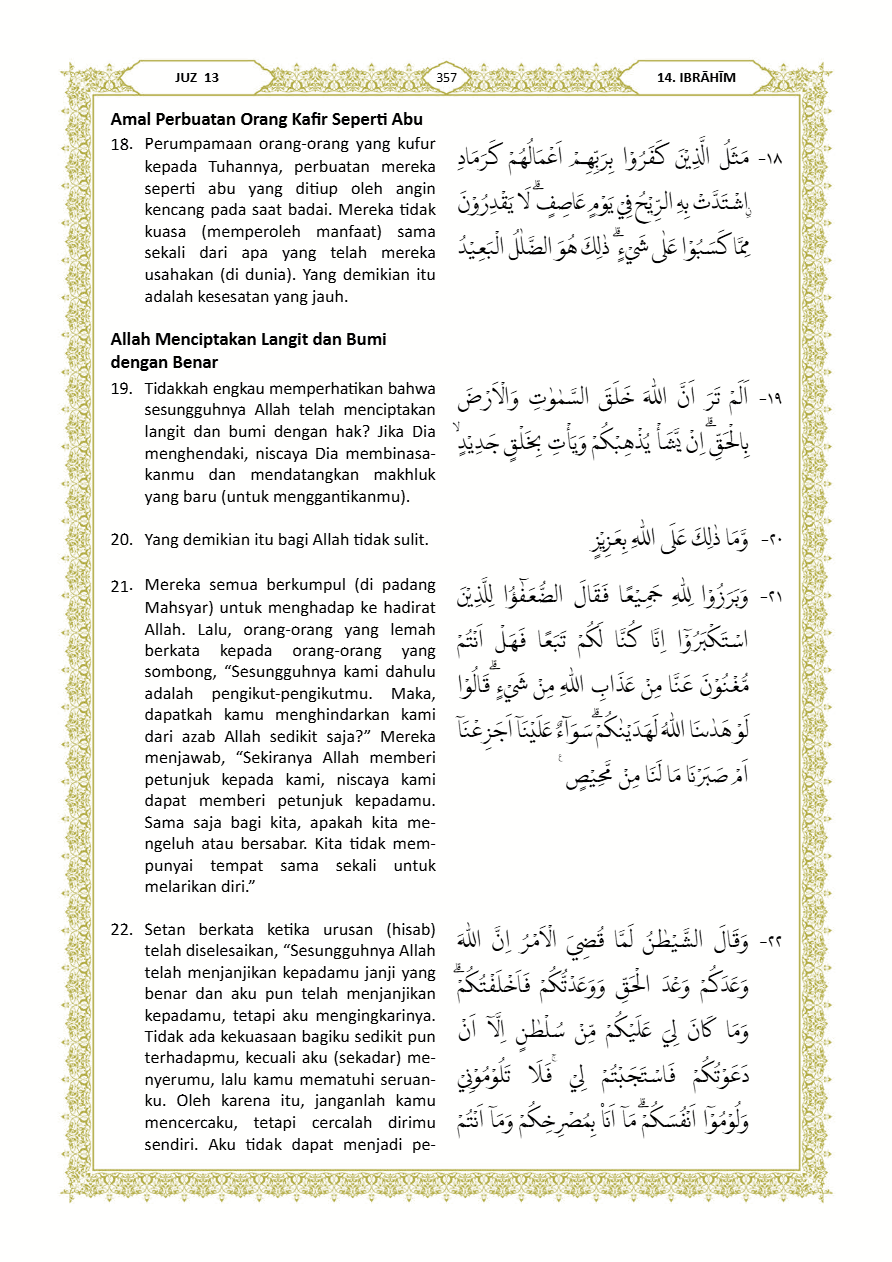 JUZ 13
357
14. IBRĀHĪM
Amal Perbuatan Orang Kafir Seperti Abu
18. Perumpamaan orang-orang yang kufur
kepada Tuhannya, perbuatan mereka
seperti abu yang ditiup oleh angin
kencang pada saat badai. Mereka tidak
kuasa (memperoleh manfaat) sama
sekali dari apa yang telah mereka
usahakan (di dunia). Yang demikian itu
adalah kesesatan yang jauh.
١٨- مَثَلُ الَّذِيْنَ كَفَرُوْا بِرَبِّهِمْ اَعْمَالُهُمْ كَرَمَادِ
ۨاشْتَدَّتْ بِهِ الرِّيْحُ فِيْ يَوْمٍ عَاصِفٍۗ لَا يَقْدِرُوْنَ
مِمَّا كَسَبُوْا عَلٰى شَيْءٍۗ ذٰلِكَ هُوَ الضَّلٰلُ الْبَعِيْدُ
Allah Menciptakan Langit dan Bumi
dengan Benar
19. Tidakkah engkau memperhatikan bahwa
sesungguhnya Allah telah menciptakan
langit dan bumi dengan hak? Jika Dia
menghendaki, niscaya Dia membinasa-
kanmu dan mendatangkan makhluk
yang baru (untuk menggantikanmu).
١٩- اَلَمْ تَرَ اَنَّ اللّٰهَ خَلَقَ السَّمٰوٰتِ وَالْاَرْضَ
بِالْحَقِّۗ اِنْ يَّشَأْ يُذْهِبْكُمْ وَيَأْتِ بِخَلْقٍ جَدِيْدٍۙ
20. Yang demikian itu bagi Allah tidak sulit.
٢٠- وَّمَا ذٰلِكَ عَلَى اللّٰهِ بِعَزِيْزٍ
21. Mereka semua berkumpul (di padang
Mahsyar) untuk menghadap ke hadirat
Allah. Lalu, orang-orang yang lemah
berkata kepada orang-orang yang
sombong, “Sesungguhnya kami dahulu
adalah pengikut-pengikutmu. Maka,
dapatkah kamu menghindarkan kami
dari azab Allah sedikit saja?” Mereka
menjawab, “Sekiranya Allah memberi
petunjuk kepada kami, niscaya kami
dapat memberi petunjuk kepadamu.
Sama saja bagi kita, apakah kita me-
ngeluh atau bersabar. Kita tidak mem-
punyai tempat sama sekali untuk
melarikan diri.”
٢١- وَبَرَزُوْا لِلّٰهِ جَمِيْعًا فَقَالَ الضُّعَفٰۤؤُا لِلَّذِيْنَ
اسْتَكْبَرُوْٓا اِنَّا كُنَّا لَكُمْ تَبَعًا فَهَلْ اَنْتُمْ
مُّغْنُوْنَ عَنَّا مِنْ عَذَابِ اللّٰهِ مِنْ شَيْءٍۗ قَالُوْا
لَوْ هَدٰىنَا اللّٰهُ لَهَدَيْنٰكُمْۗ سَوَاۤءٌ عَلَيْنَآ اَجَزِعْنَآ
اَمْ صَبَرْنَا مَا لَنَا مِنْ مَّحِيْصٍ ࣖ
22. Setan berkata ketika urusan (hisab)
telah diselesaikan, “Sesungguhnya Allah
telah menjanjikan kepadamu janji yang
benar dan aku pun telah menjanjikan
kepadamu, tetapi aku mengingkarinya.
Tidak ada kekuasaan bagiku sedikit pun
terhadapmu, kecuali aku (sekadar) me-
nyerumu, lalu kamu mematuhi seruan-
ku. Oleh karena itu, janganlah kamu
mencercaku, tetapi cercalah dirimu
sendiri. Aku tidak dapat menjadi pe-
٢٢- وَقَالَ الشَّيْطٰنُ لَمَّا قُضِيَ الْاَمْرُ اِنَّ اللّٰهَ
وَعَدَكُمْ وَعْدَ الْحَقِّ وَوَعَدْتُّكُمْ فَاَخْلَفْتُكُمْۗ
وَمَا كَانَ لِيَ عَلَيْكُمْ مِّنْ سُلْطٰنٍ اِلَّآ اَنْ
دَعَوْتُكُمْ فَاسْتَجَبْتُمْ لِيْۚ فَلَا تَلُوْمُوْنِيْ
وَلُوْمُوْٓا اَنْفُسَكُمْۗ مَآ اَنَا۠ بِمُصْرِخِكُمْ وَمَآ اَنْتُمْ